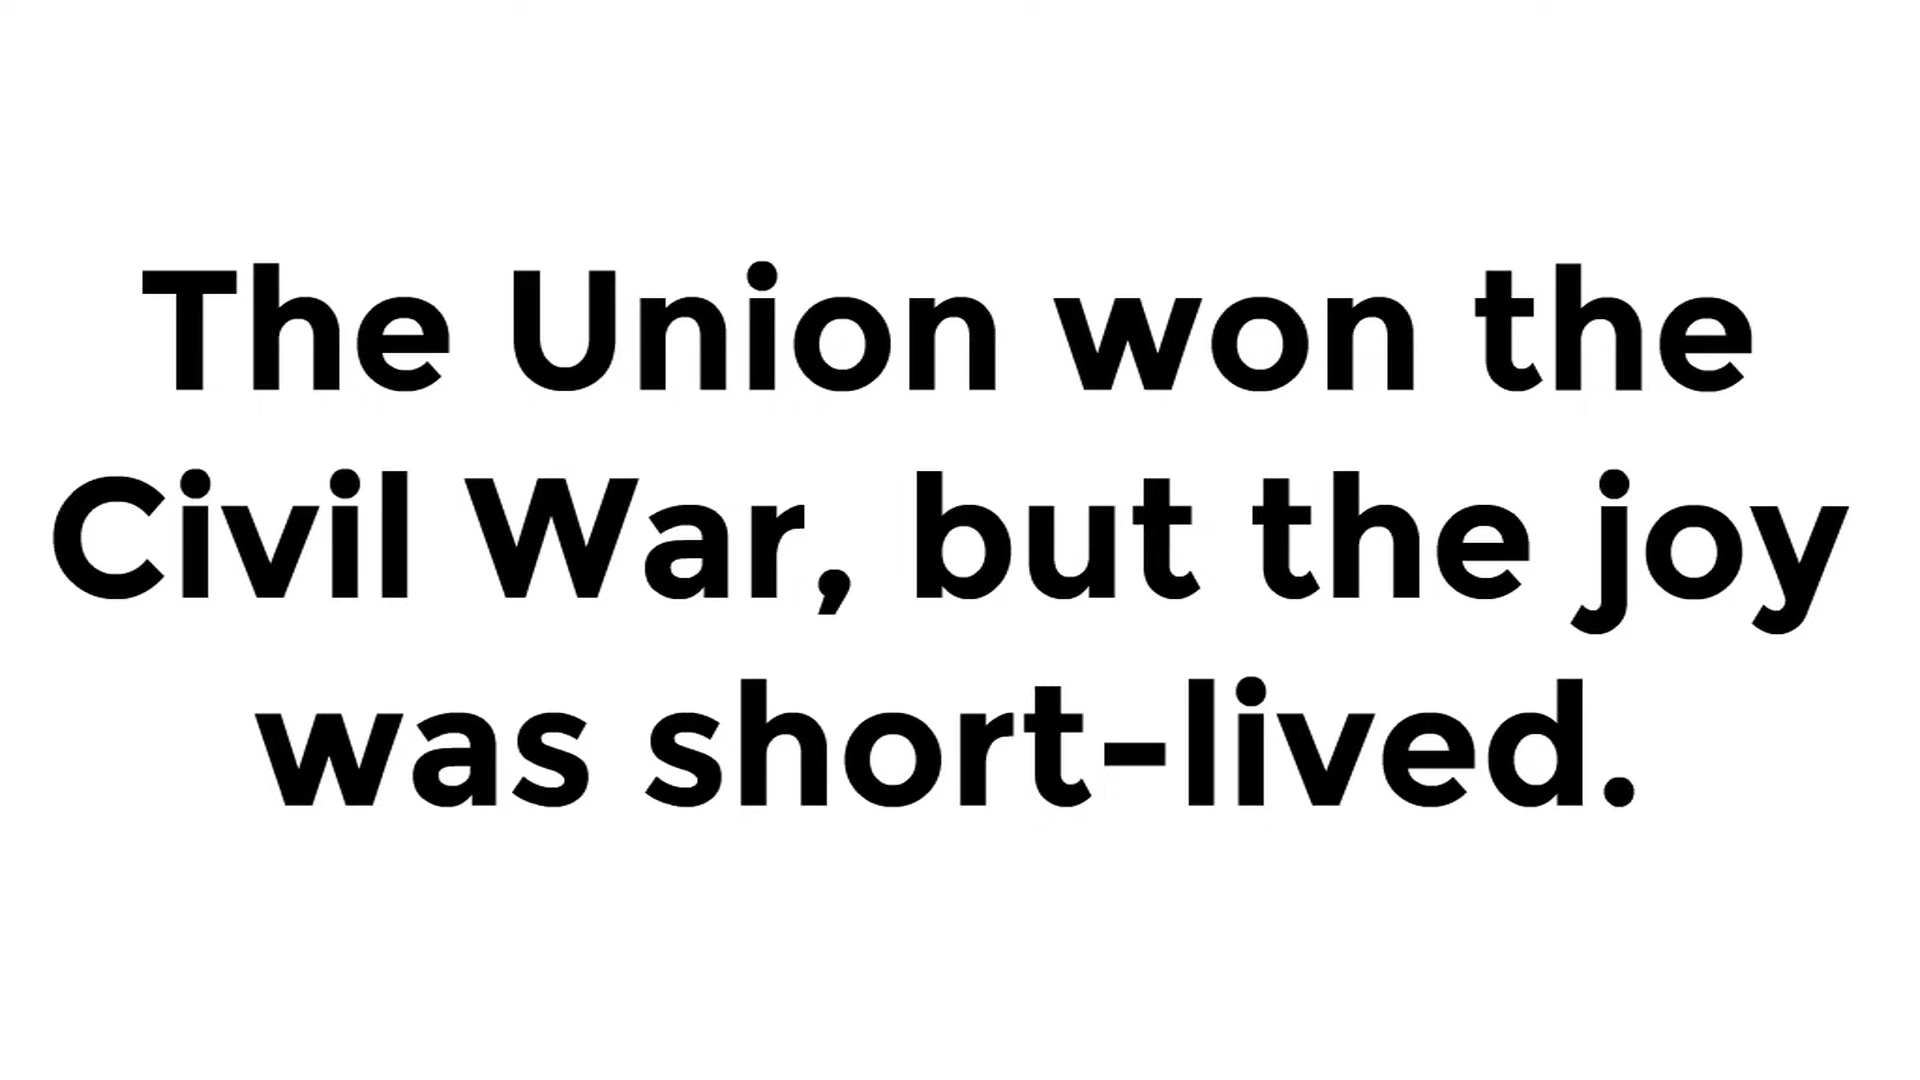 The Union won the
Civil War, but the joy
was short-lived.